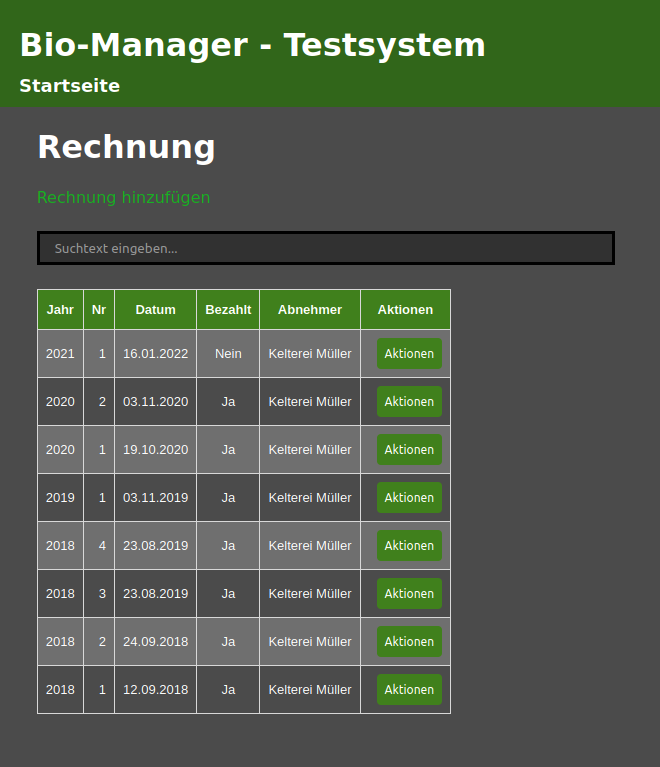 Bio-Manager - Testsystem
Startseite
Rechnung
Rechnung hinzufügen
Suchtext eingeben...
Jahr Nr Datum Bezahlt Abnehmer Aktionen
2021 1 16.01.2022 Nein Kelterei Müller Aktionen
2020 2 03.11.2020 Ja Kelterei Müller Aktionen
2020 1 19.10.2020 Ja Kelterei Müller Aktionen
2019 1 03.11.2019 Ja Kelterei Müller Aktionen
2018 4 23.08.2019 Ja Kelterei Müller Aktionen
2018 3 23.08.2019 Ja Kelterei Müller Aktionen
2018 2 24.09.2018 Ja Kelterei Müller Aktionen
2018 1 12.09.2018 Ja Kelterei Müller Aktionen